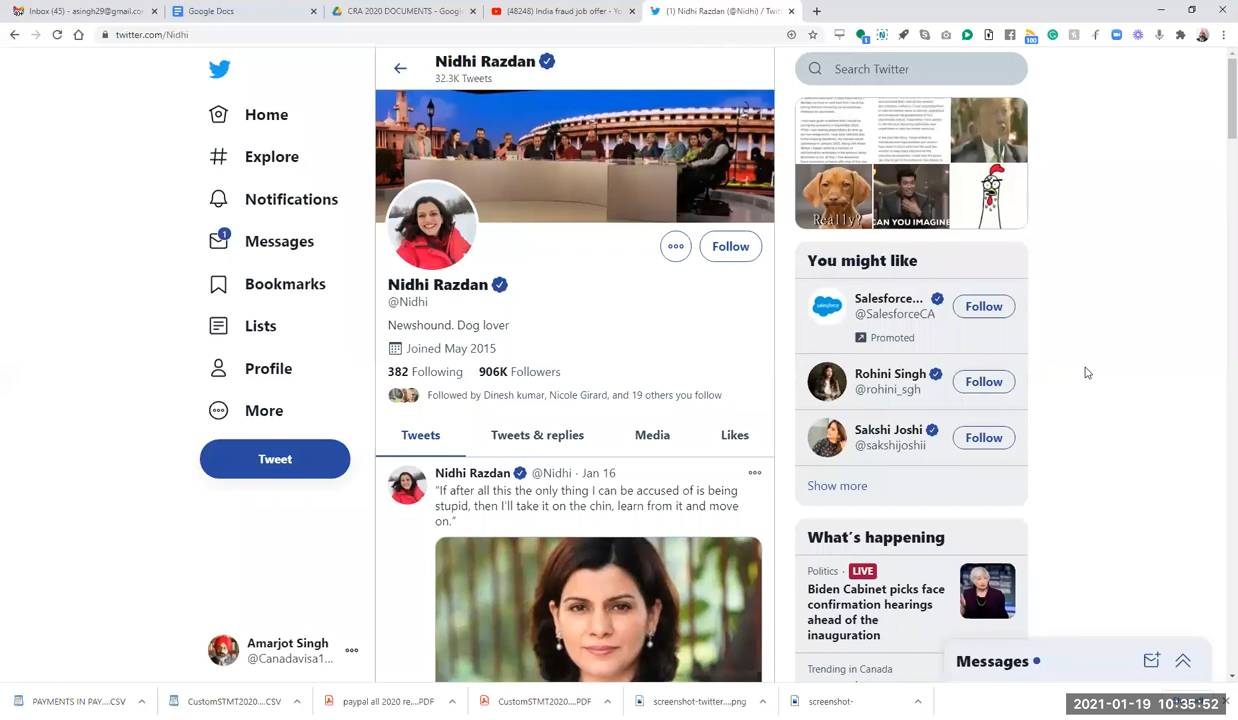 Inbox (45) - asingh29@gmail.co
Google Docs
CRA 2020 DOCUMENTS - Googl
(48248) India fraud job offer - Yo
(1) Nidhi Razdan (@Nidhi) / Twit
twitter.com/Nidhi
Home
Explore
Notifications
1
Messages
Bookmarks
Lists
Profile
More
Tweet
Amarjot Singh
@Canadavisa1...
Nidhi Razdan
32.3K Tweets
Follow
Nidhi Razdan
@Nidhi
Newshound. Dog lover
Joined May 2015
382 Following 906K Followers
Followed by Dinesh kumar, Nicole Girard, and 19 others you follow
Tweets Tweets & replies Media Likes
Nidhi Razdan @Nidhi · Jan 16
"If after all this the only thing I can be accused of is being
stupid, then I'll take it on the chin, learn from it and move
on."
Search Twitter
Really?
CAN YOU IMAGINE
You might like
Salesforce...
@SalesforceCA
Follow
Promoted
Rohini Singh
@rohini_sgh
Follow
Sakshi Joshi
@sakshijoshii
Follow
Show more
What's happening
Politics · LIVE
Biden Cabinet picks face
confirmation hearings
ahead of the
inauguration
Trending in Canada
Messages
PAYMENTS IN PAY....CSV
CustomSTMT2020....CSV
paypal all 2020 re....PDF
CustomSTMT2020....PDF
screenshot-twitter....png
screenshot-
2021-01-19 10:35:52